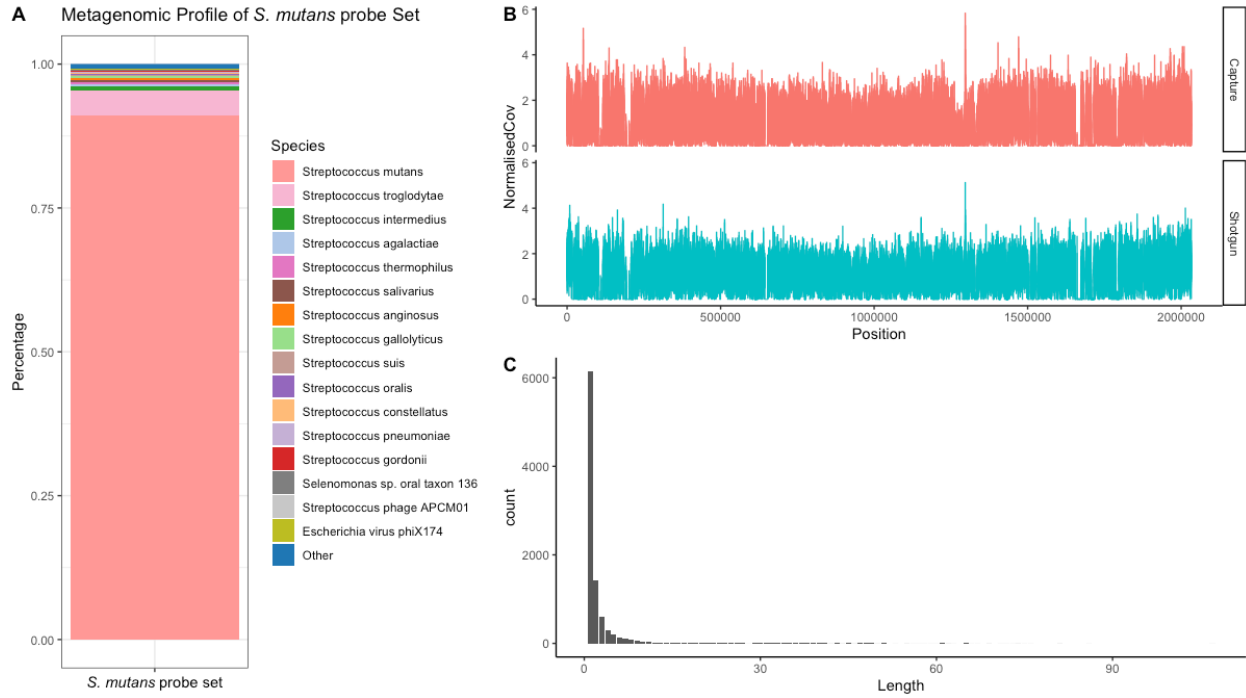 A
Metagenomic Profile of S. mutans probe Set
1.00
0.75
0.50
0.25
0.00
Percentage
S. mutans probe set
Species
Streptococcus mutans
Streptococcus troglodytae
Streptococcus intermedius
Streptococcus agalactiae
Streptococcus thermophilus
Streptococcus salivarius
Streptococcus anginosus
Streptococcus gallolyticus
Streptococcus suis
Streptococcus oralis
Streptococcus constellatus
Streptococcus pneumoniae
Streptococcus gordonii
Selenomonas sp. oral taxon 136
Streptococcus phage APCM01
Escherichia virus phiX174
Other
B
NormalisedCov
6
4
2
0
Capture
6
4
2
0
Shotgun
0
500000
1000000
1500000
2000000
Position
C
count
6000
4000
2000
0
0
30
60
90
Length